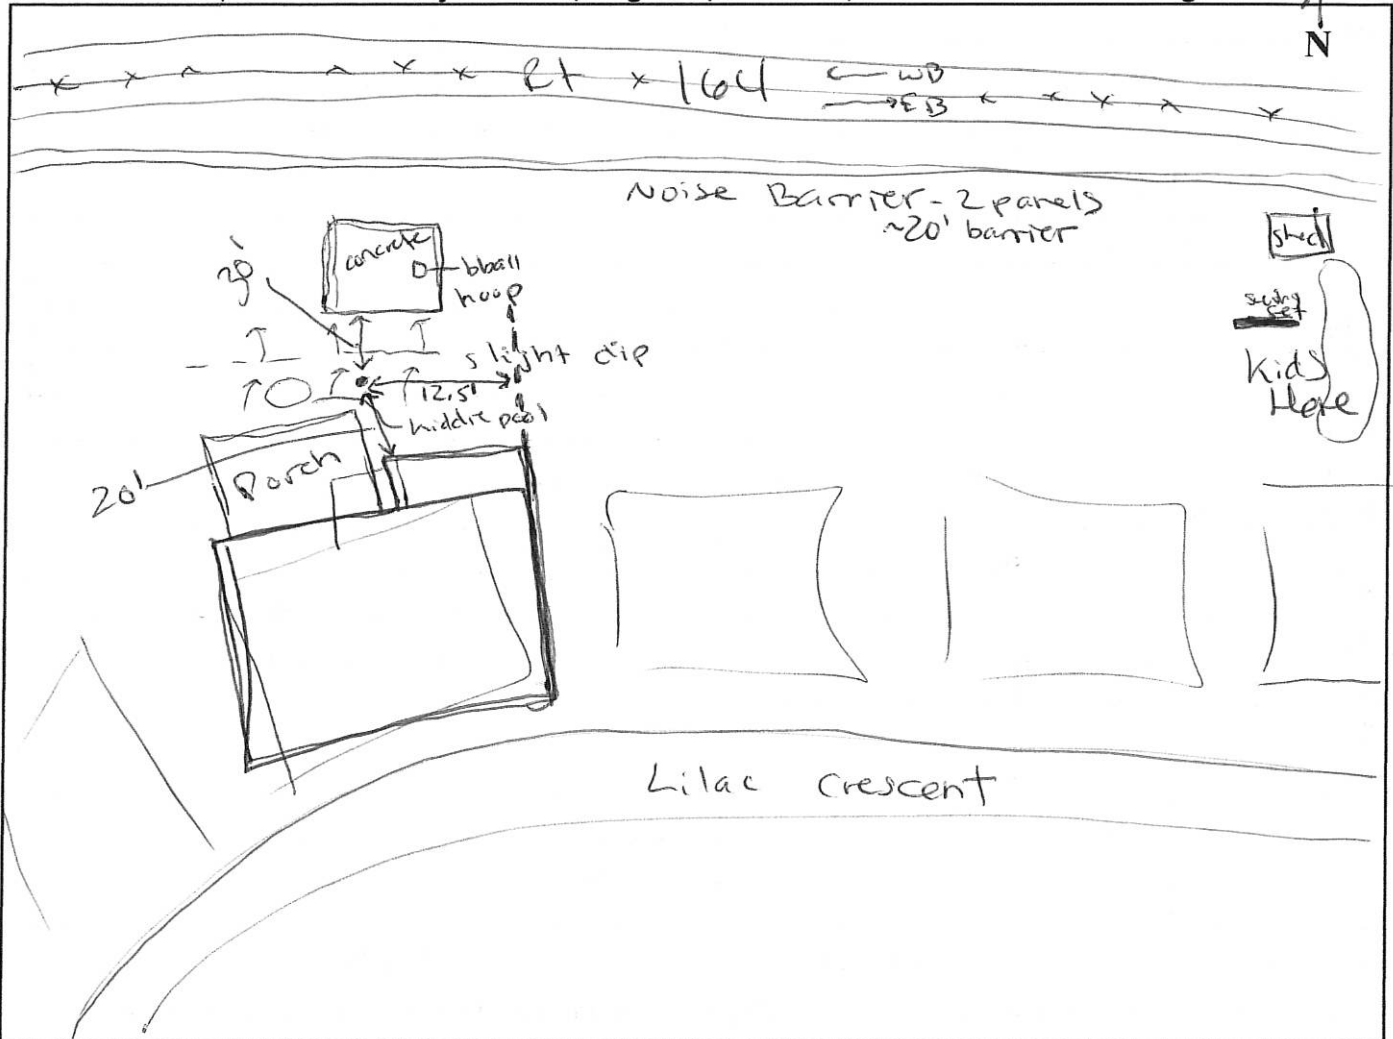 N
Rt 164
WB
EB
Noise Barrier - 2 panels
~20' barrier
shed
concrete
bball
hoop
swing
set
slight dip
Kids
Here
12.5'
kiddie pool
Porch
20'
Lilac Crescent